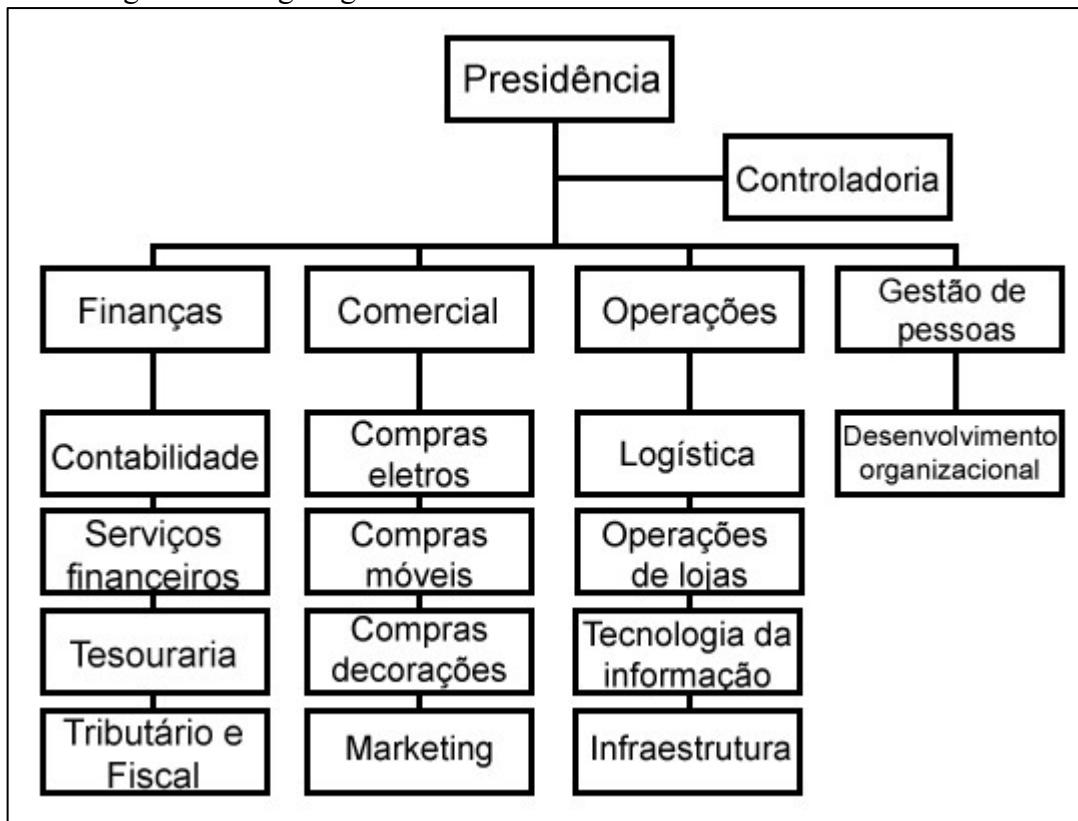 Presidência
Controladoria
Finanças
Comercial
Operações
Gestão de
pessoas
Contabilidade
Compras
eletros
Logística
Desenvolvimento
organizacional
Serviços
financeiros
Compras
móveis
Operações
de lojas
Tesouraria
Compras
decorações
Tecnologia da
informação
Tributário e
Fiscal
Marketing
Infraestrutura